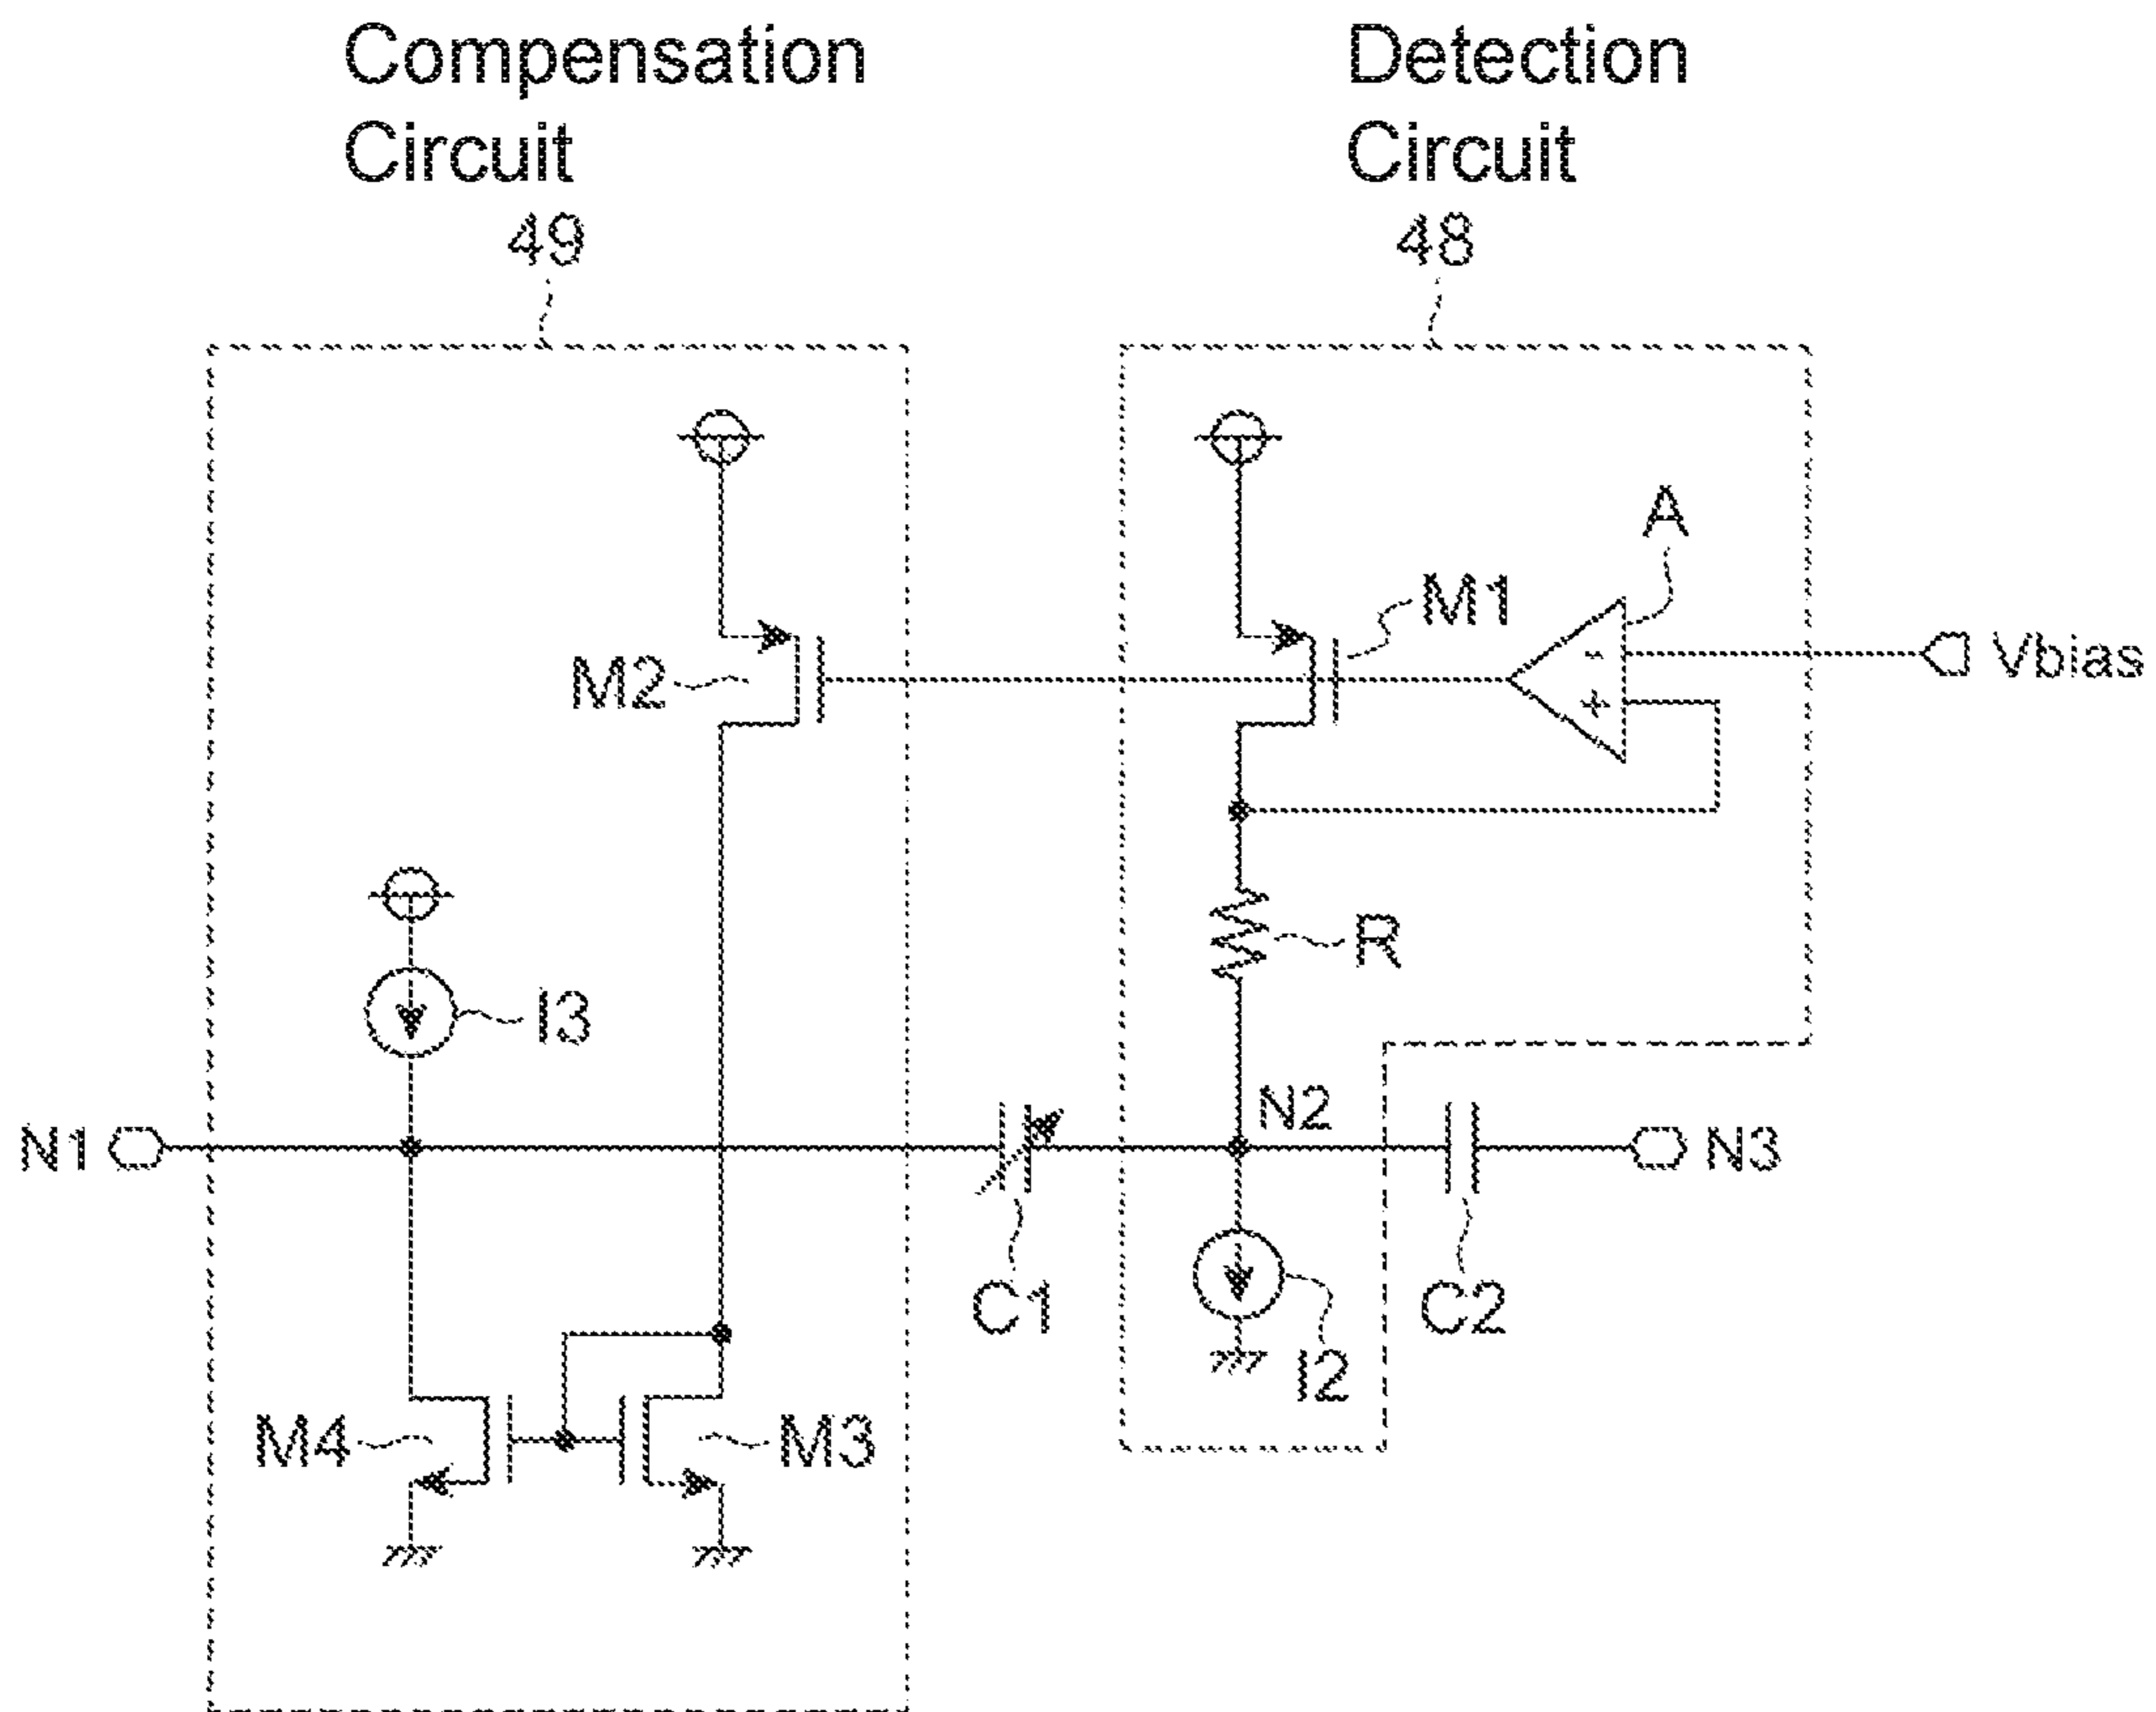 Compensation
Circuit
49
Detection
Circuit
48
A
M1
M2
-
+
Vbias
R
I3
N1
N2
N3
C1
C2
I2
M4
M3